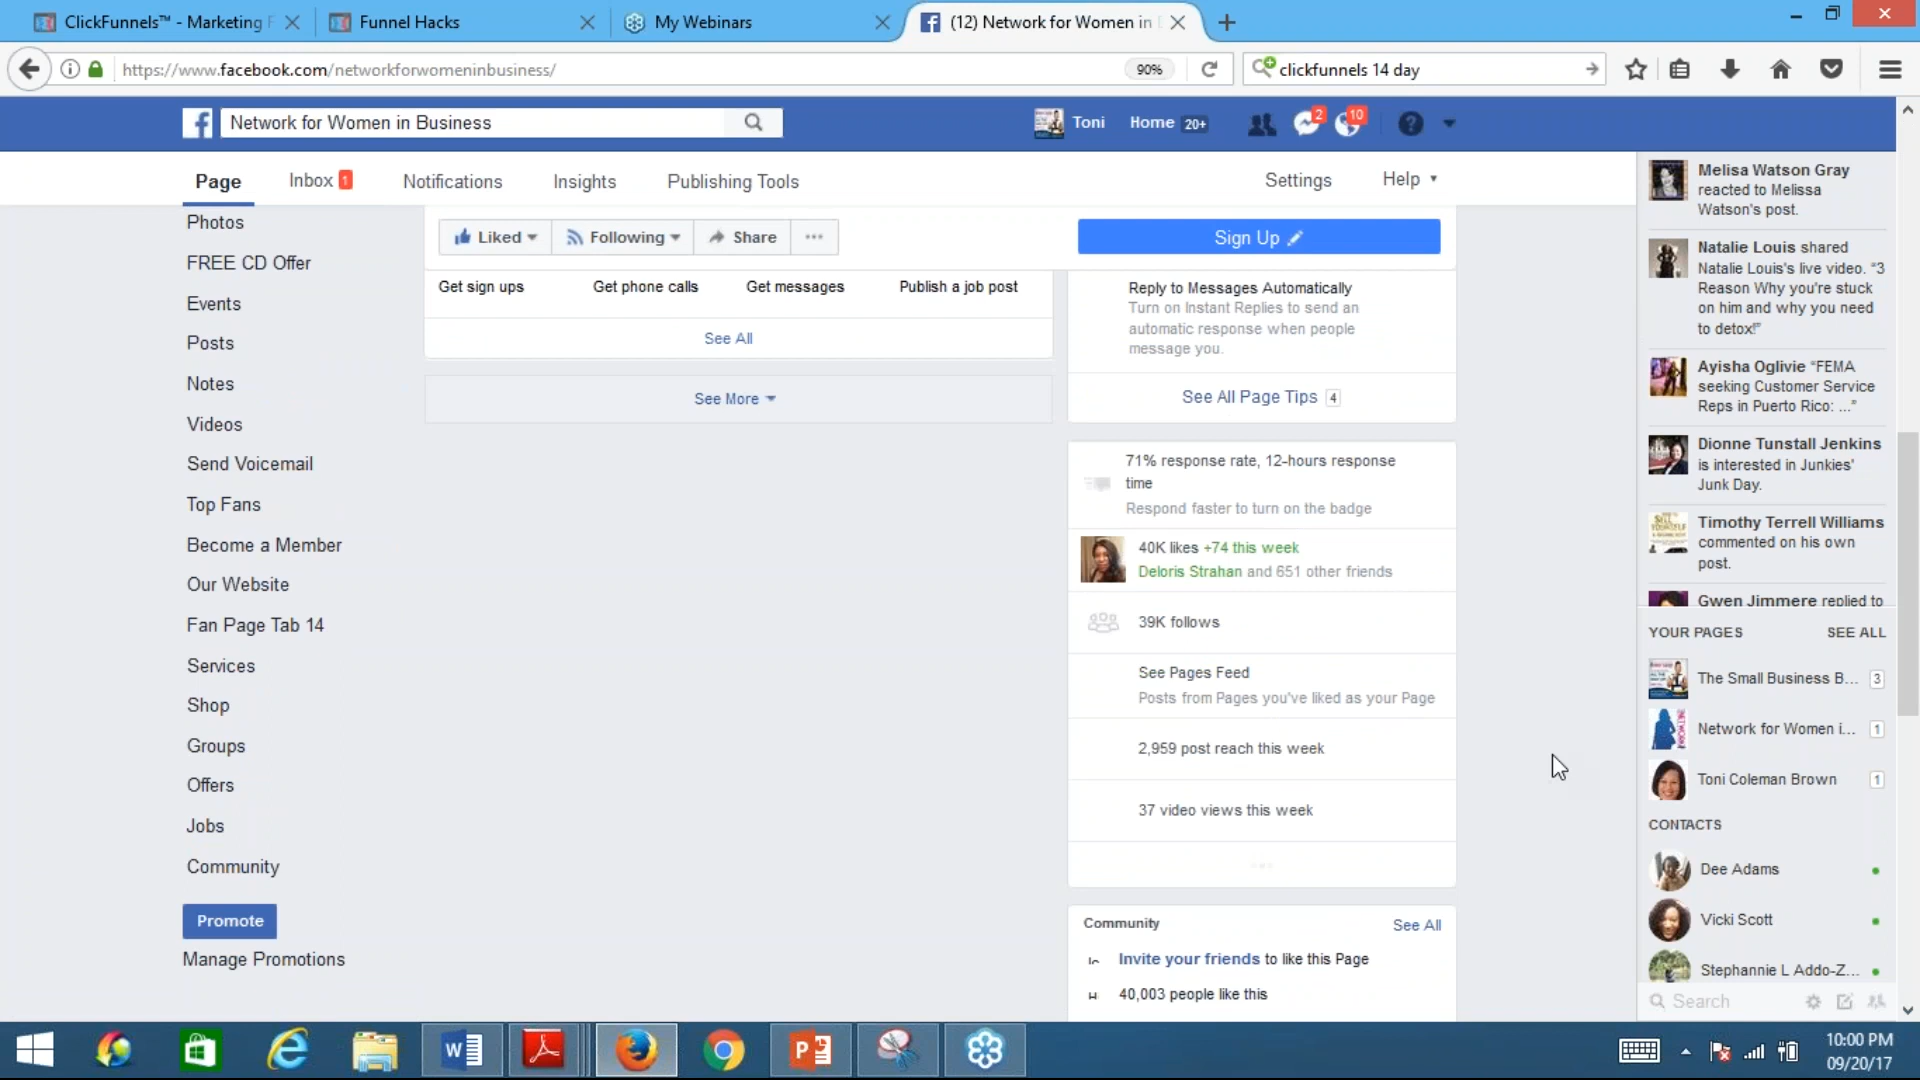 ClickFunnels™ - Marketing F
Funnel Hacks
My Webinars
(12) Network for Women in
https://www.facebook.com/networkforwomeninbusiness/
90%
clickfunnels 14 day
Network for Women in Business
Toni
Home 20+
2
10
Page
Inbox 1
Notifications
Insights
Publishing Tools
Settings
Help
Photos
FREE CD Offer
Events
Posts
Notes
Videos
Send Voicemail
Top Fans
Become a Member
Our Website
Fan Page Tab 14
Services
Shop
Groups
Offers
Jobs
Community
Promote
Manage Promotions
Liked
Following
Share
Sign Up
Get sign ups
Get phone calls
Get messages
Publish a job post
See All
See More
Reply to Messages Automatically
Turn on Instant Replies to send an
automatic response when people
message you.
See All Page Tips 4
71% response rate, 12-hours response
time
Respond faster to turn on the badge
40K likes +74 this week
Deloris Strahan and 651 other friends
39K follows
See Pages Feed
Posts from Pages you've liked as your Page
2,959 post reach this week
37 video views this week
Community
See All
Invite your friends to like this Page
40,003 people like this
Melisa Watson Gray
reacted to Melissa
Watson's post.
Natalie Louis shared
Natalie Louis's live video. “3
Reason Why you're stuck
on him and why you need
to detox!”
Ayisha Oglivie “FEMA
seeking Customer Service
Reps in Puerto Rico: ...”
Dionne Tunstall Jenkins
is interested in Junkies'
Junk Day.
Timothy Terrell Williams
commented on his own
post.
Gwen Jimmere replied to
YOUR PAGES
SEE ALL
The Small Business B... 3
Network for Women i... 1
Toni Coleman Brown 1
CONTACTS
Dee Adams
Vicki Scott
Stephannie L Addo-Z...
Search
10:00 PM
09/20/17